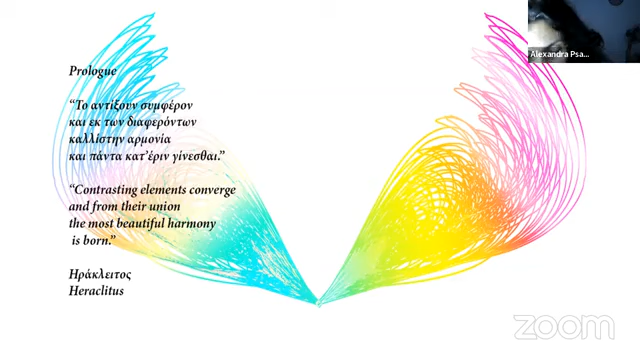 Alexandra Psa...
Prologue
“Το αντίξουν συμφέρον
και εκ των διαφερόντων
καλλίστην αρμονία
και πάντα κατ’έριν γίνεσθαι.”
“Contrasting elements converge
and from their union
the most beautiful harmony
is born.”
Ηράκλειτος
Heraclitus
zoom